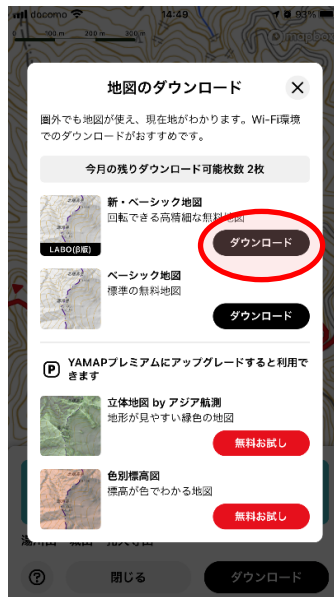 docomo 14:49 93%
0 100 m 200 m 300 m mapbox
地図のダウンロード ×
圏外でも地図が使え、現在地がわかります。Wi-Fi環境
でのダウンロードがおすすめです。
今月の残りダウンロード可能枚数 2枚
新・ベーシック地図
回転できる高精細な無料地図
LABO(β版)
ダウンロード
ベーシック地図
標準の無料地図
ダウンロード
P YAMAPプレミアムにアップグレードすると利用で
きます
立体地図 by アジア航測
地形が見やすい緑色の地図
無料お試し
色別標高図
標高が色でわかる地図
無料お試し
? 閉じる ダウンロード